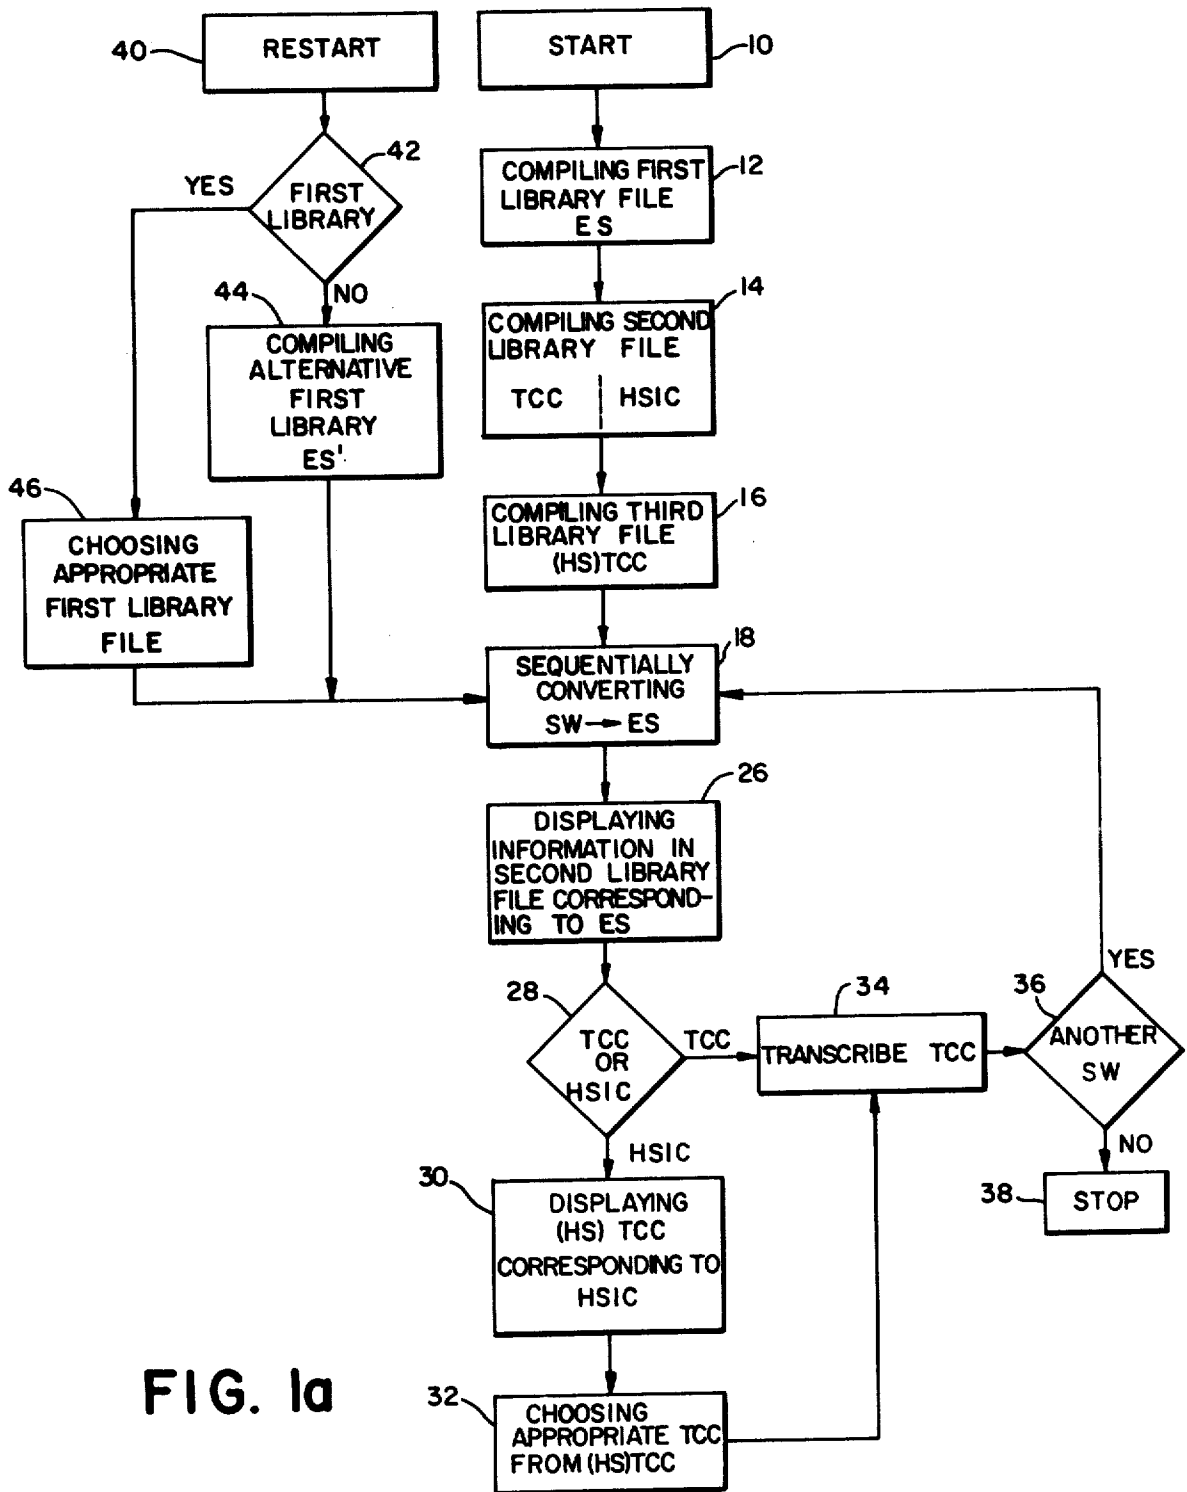 40
RESTART
START
10
42
YES
FIRST
LIBRARY
NO
12
COMPILING FIRST
LIBRARY FILE
ES
44
COMPILING
ALTERNATIVE
FIRST
LIBRARY
ES'
14
COMPILING SECOND
LIBRARY FILE
TCC HSIC
46
CHOOSING
APPROPRIATE
FIRST LIBRARY
FILE
16
COMPILING THIRD
LIBRARY FILE
(HS)TCC
18
SEQUENTIALLY
CONVERTING
SW → ES
26
DISPLAYING
INFORMATION IN
SECOND LIBRARY
FILE CORRESPOND-
ING TO ES
28
TCC
OR
HSIC
TCC
34
TRANSCRIBE TCC
36
YES
ANOTHER
SW
NO
38
STOP
HSIC
30
DISPLAYING
(HS) TCC
CORRESPONDING TO
HSIC
32
CHOOSING
APPROPRIATE TCC
FROM (HS)TCC
FIG. 1a